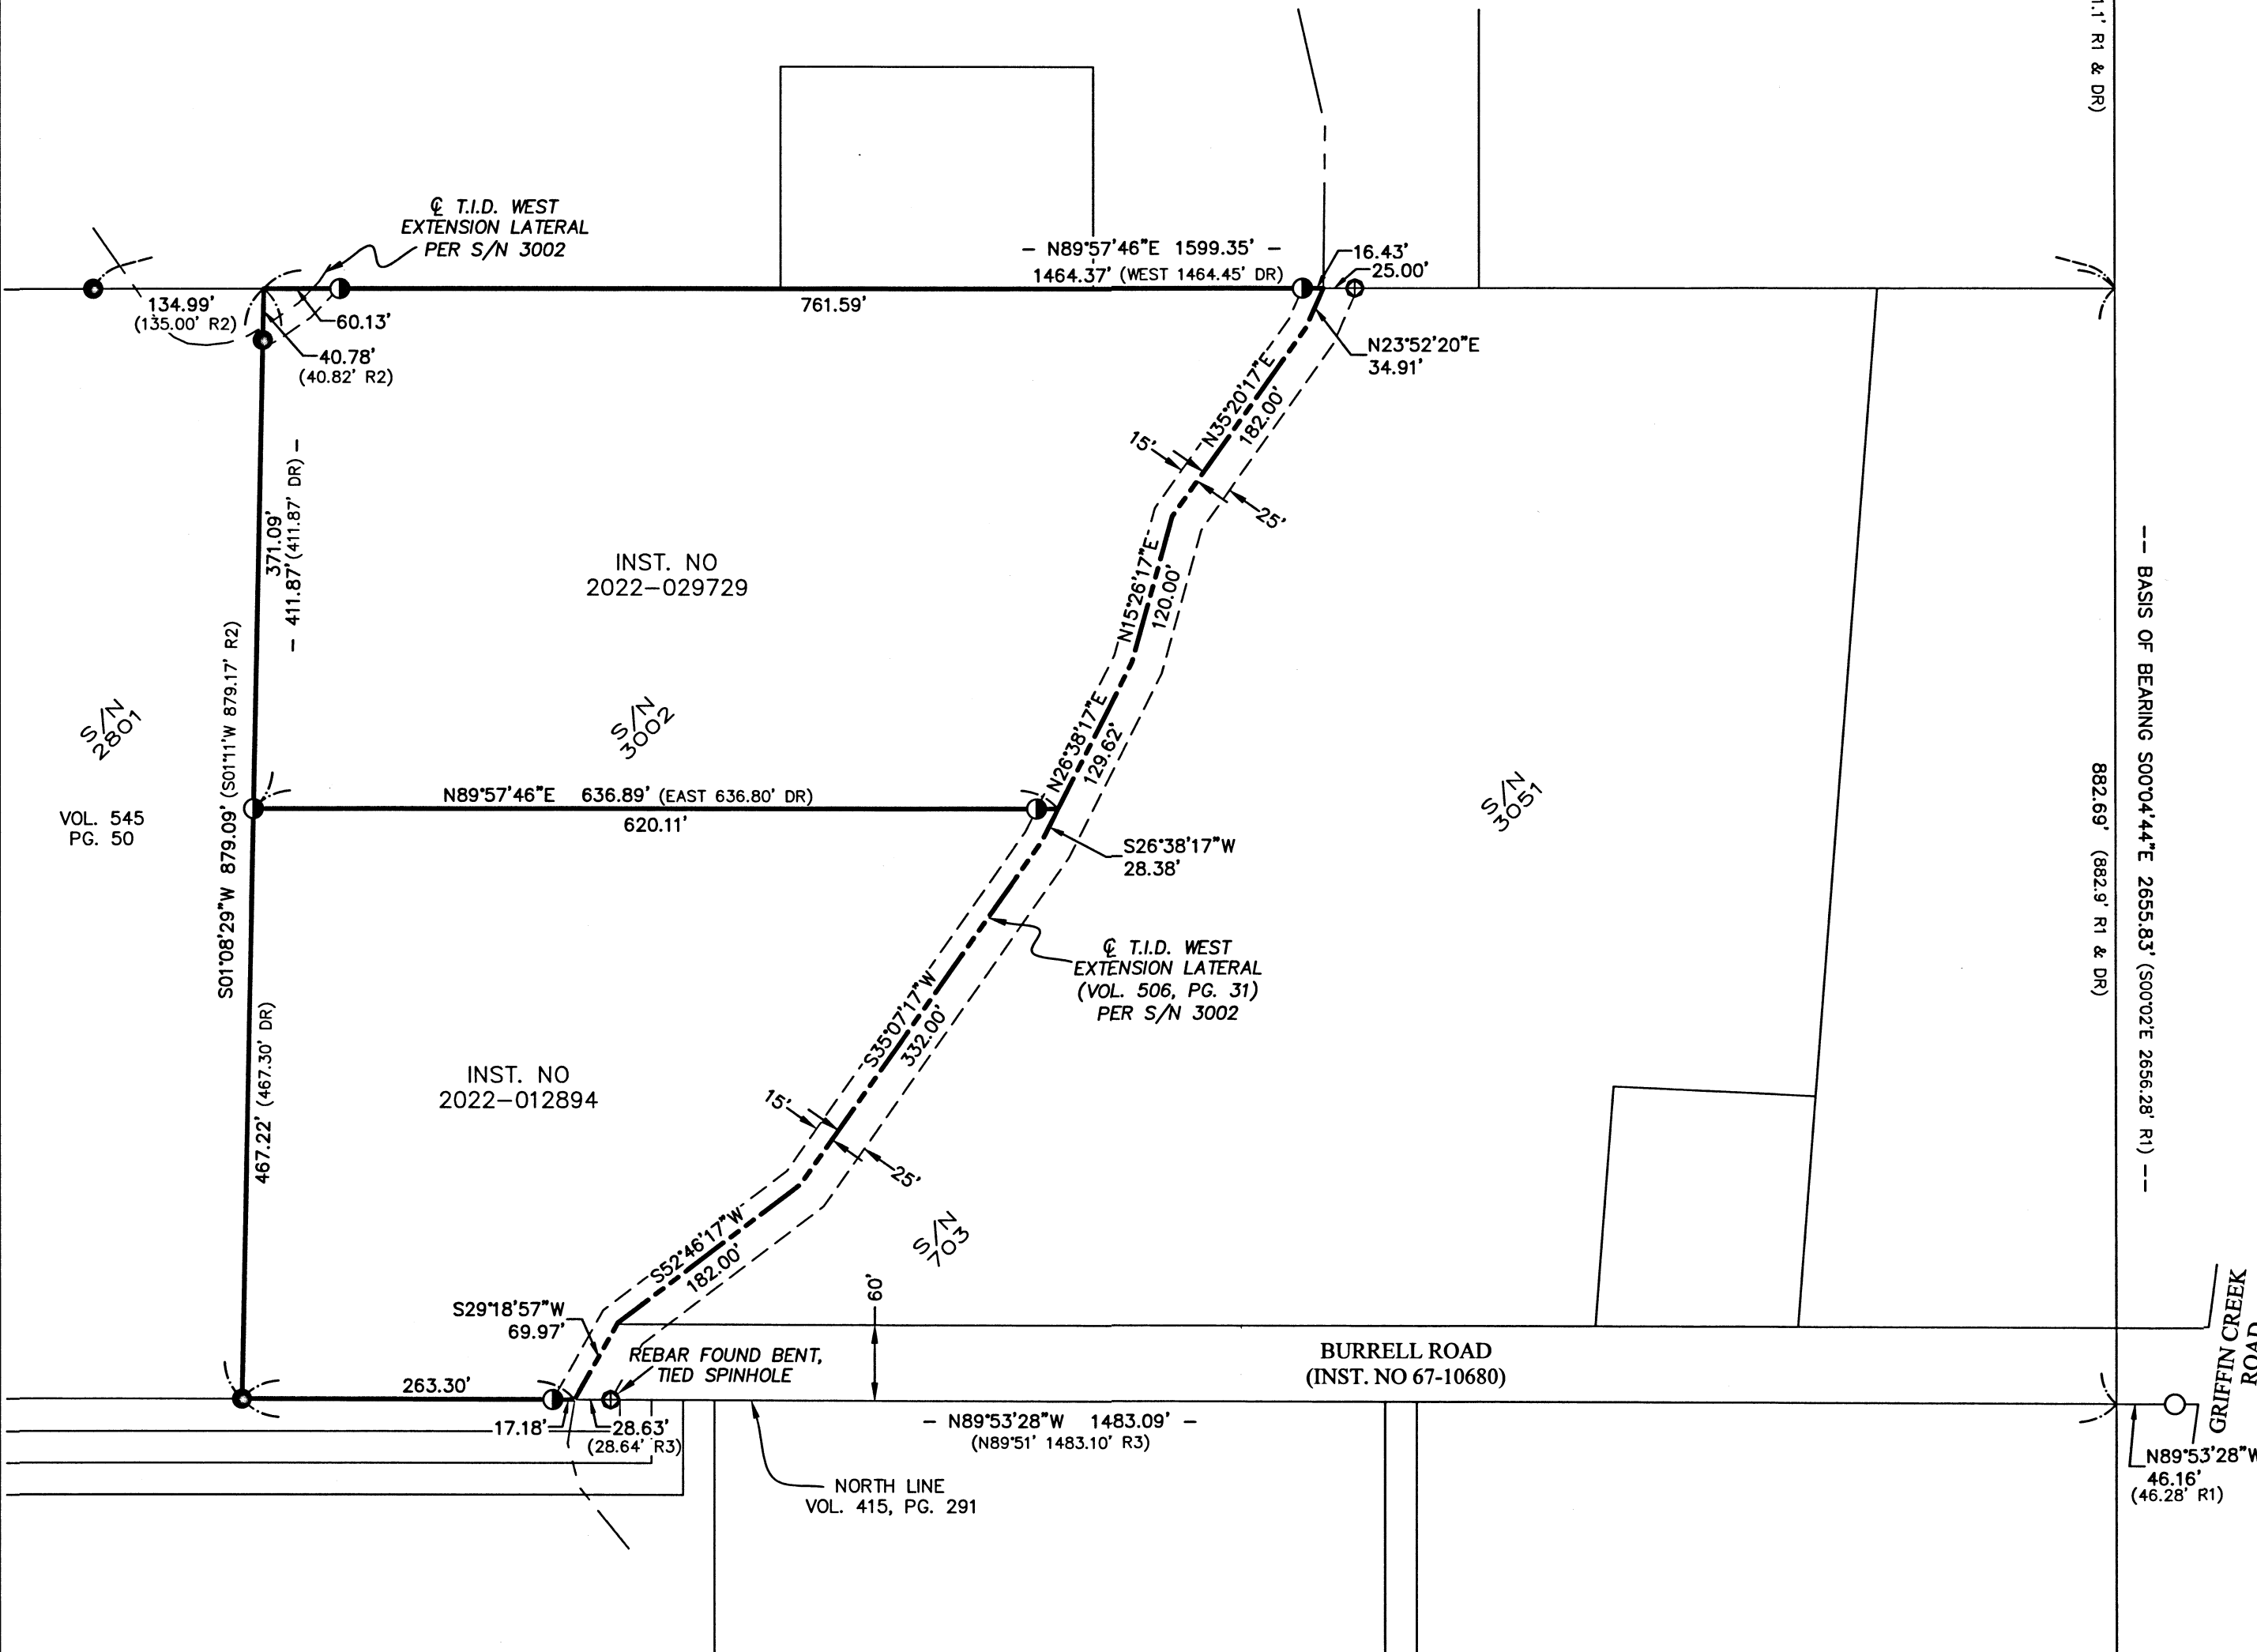 1.1' R1 & DR)
℄ T.I.D. WEST
EXTENSION LATERAL
PER S/N 3002
— N89°57'46"E 1599.35' —
1464.37' (WEST 1464.45' DR)
16.43'
25.00'
134.99'
(135.00' R2)
60.13'
761.59'
40.78'
(40.82' R2)
N23°52'20"E
34.91'
N35°20'17"E
182.00'
15'
25'
371.09'
— 411.87' (411.87' DR) —
INST. NO
2022-029729
N15°26'17"E
120.00'
S/N
2801
S/N
3002
N26°38'17"E
129.62'
S/N
3051
VOL. 545
PG. 50
S01°08'29"W 879.09' (S01°11'W 879.17' R2)
N89°57'46"E 636.89' (EAST 636.80' DR)
620.11'
S26°38'17"W
28.38'
882.69' (882.9' R1 & DR)
-- BASIS OF BEARING S00°04'44"E 2655.83' (S00°02'E 2656.28' R1) --
℄ T.I.D. WEST
EXTENSION LATERAL
(VOL. 506, PG. 31)
PER S/N 3002
S35°07'17"W
332.00'
467.22' (467.30' DR)
INST. NO
2022-012894
15'
25'
S52°46'17"W
182.00'
S/N
703
S29°18'57"W
69.97'
60'
REBAR FOUND BENT,
TIED SPINHOLE
BURRELL ROAD
(INST. NO 67-10680)
GRIFFIN CREEK
ROAD
263.30'
17.18'
28.63'
(28.64' R3)
— N89°53'28"W 1483.09' —
(N89°51' 1483.10' R3)
N89°53'28"W
46.16'
(46.28' R1)
NORTH LINE
VOL. 415, PG. 291